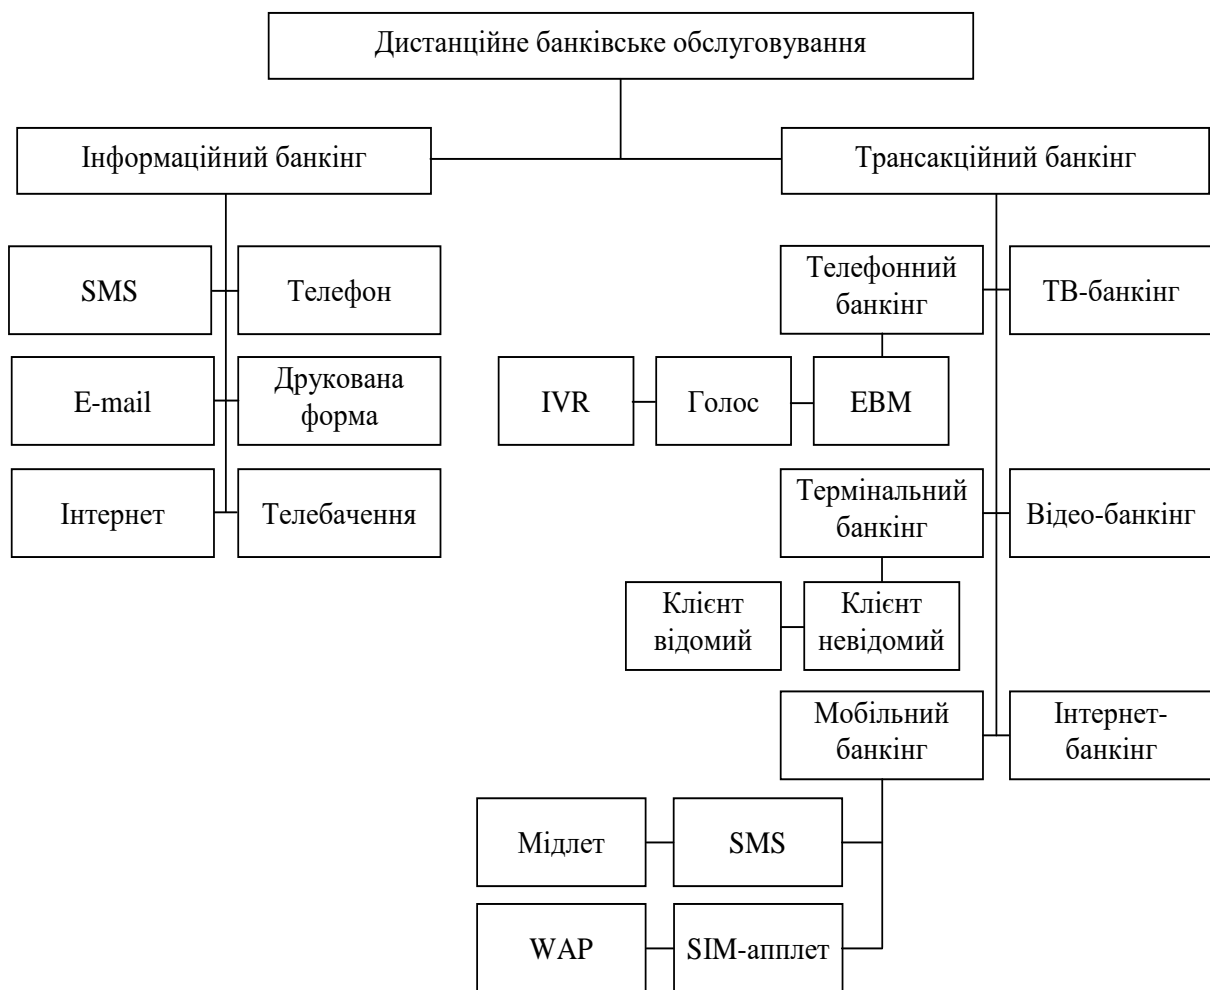 Дистанційне банківське обслуговування
Інформаційний банкінг
Трансакційний банкінг
SMS
Телефон
Телефонний
банкінг
ТВ-банкінг
E-mail
Друкована
форма
IVR
Голос
ЕВМ
Інтернет
Телебачення
Термінальний
банкінг
Відео-банкінг
Клієнт
відомий
Клієнт
невідомий
Мобільний
банкінг
Інтернет-
банкінг
Мідлет
SMS
WAP
SIM-апплет